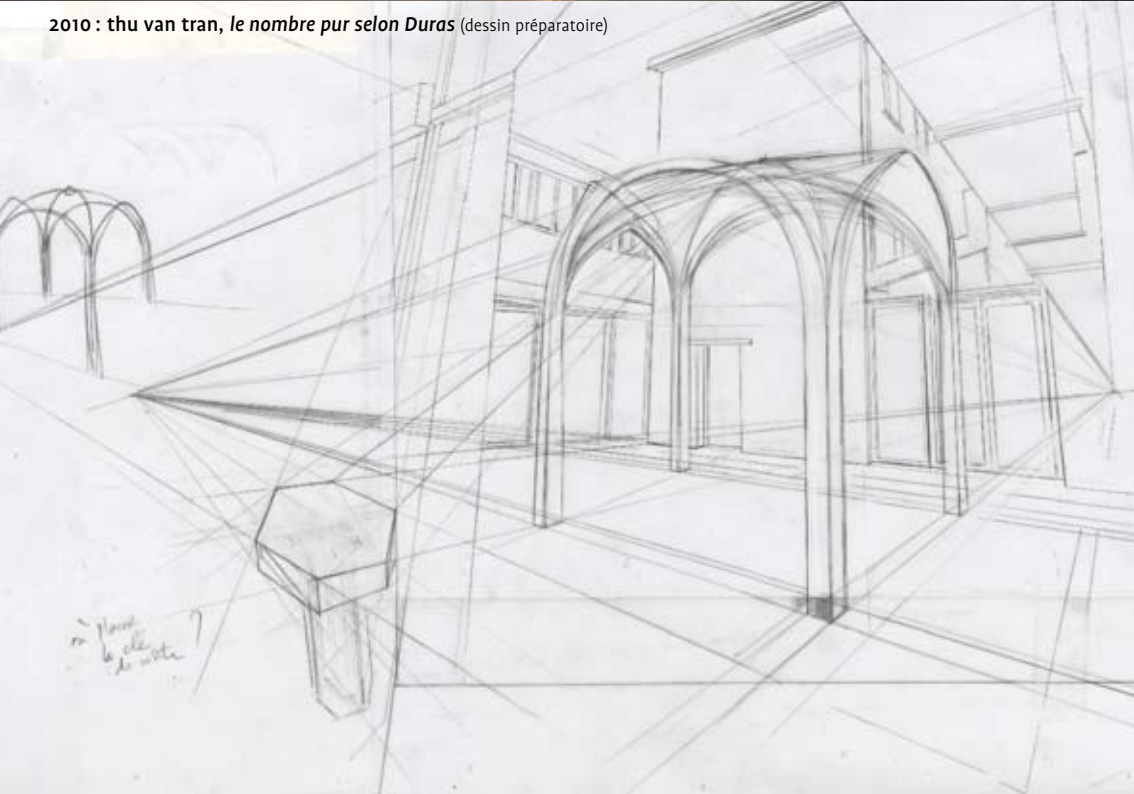 2010 : thu van tran, le nombre pur selon Duras (dessin préparatoire)
où placer ?
la clé
de voûte